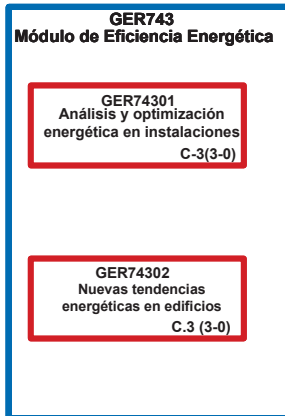 GER743
Módulo de Eficiencia Energética
GER74301
Análisis y optimización
energética en instalaciones
C-3(3-0)
GER74302
Nuevas tendencias
energéticas en edificios
C.3 (3-0)